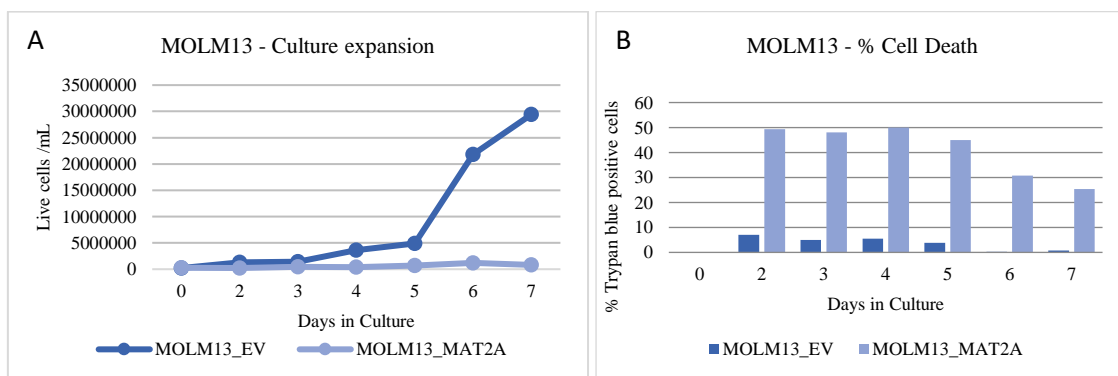 A
MOLM13 - Culture expansion
Live cells /mL
35000000
30000000
25000000
20000000
15000000
10000000
5000000
0
0 2 3 4 5 6 7
Days in Culture
MOLM13_EV MOLM13_MAT2A
B
MOLM13 - % Cell Death
% Trypan blue positive cells
60
50
40
30
20
10
0
0 2 3 4 5 6 7
Days in Culture
MOLM13_EV MOLM13_MAT2A